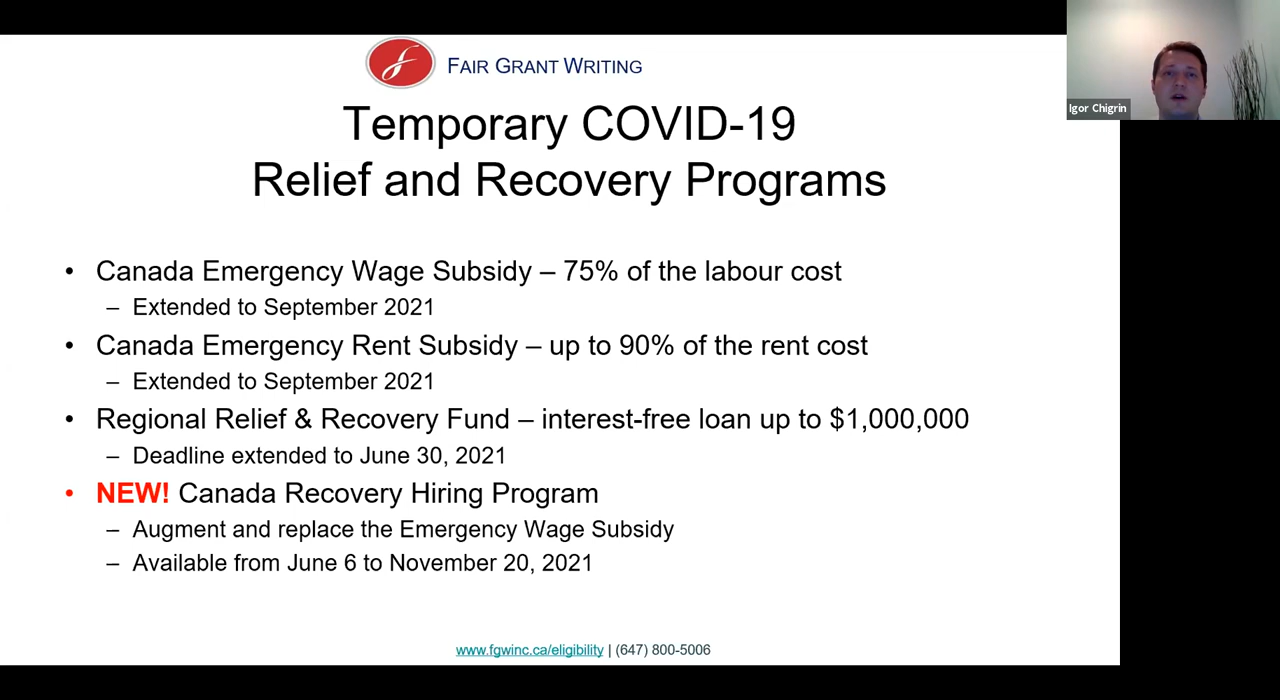 FAIR GRANT WRITING
Igor Chigrin
Temporary COVID-19
Relief and Recovery Programs
• Canada Emergency Wage Subsidy – 75% of the labour cost
– Extended to September 2021
• Canada Emergency Rent Subsidy – up to 90% of the rent cost
– Extended to September 2021
• Regional Relief & Recovery Fund – interest-free loan up to $1,000,000
– Deadline extended to June 30, 2021
• NEW! Canada Recovery Hiring Program
– Augment and replace the Emergency Wage Subsidy
– Available from June 6 to November 20, 2021
www.fgwinc.ca/eligibility | (647) 800-5006